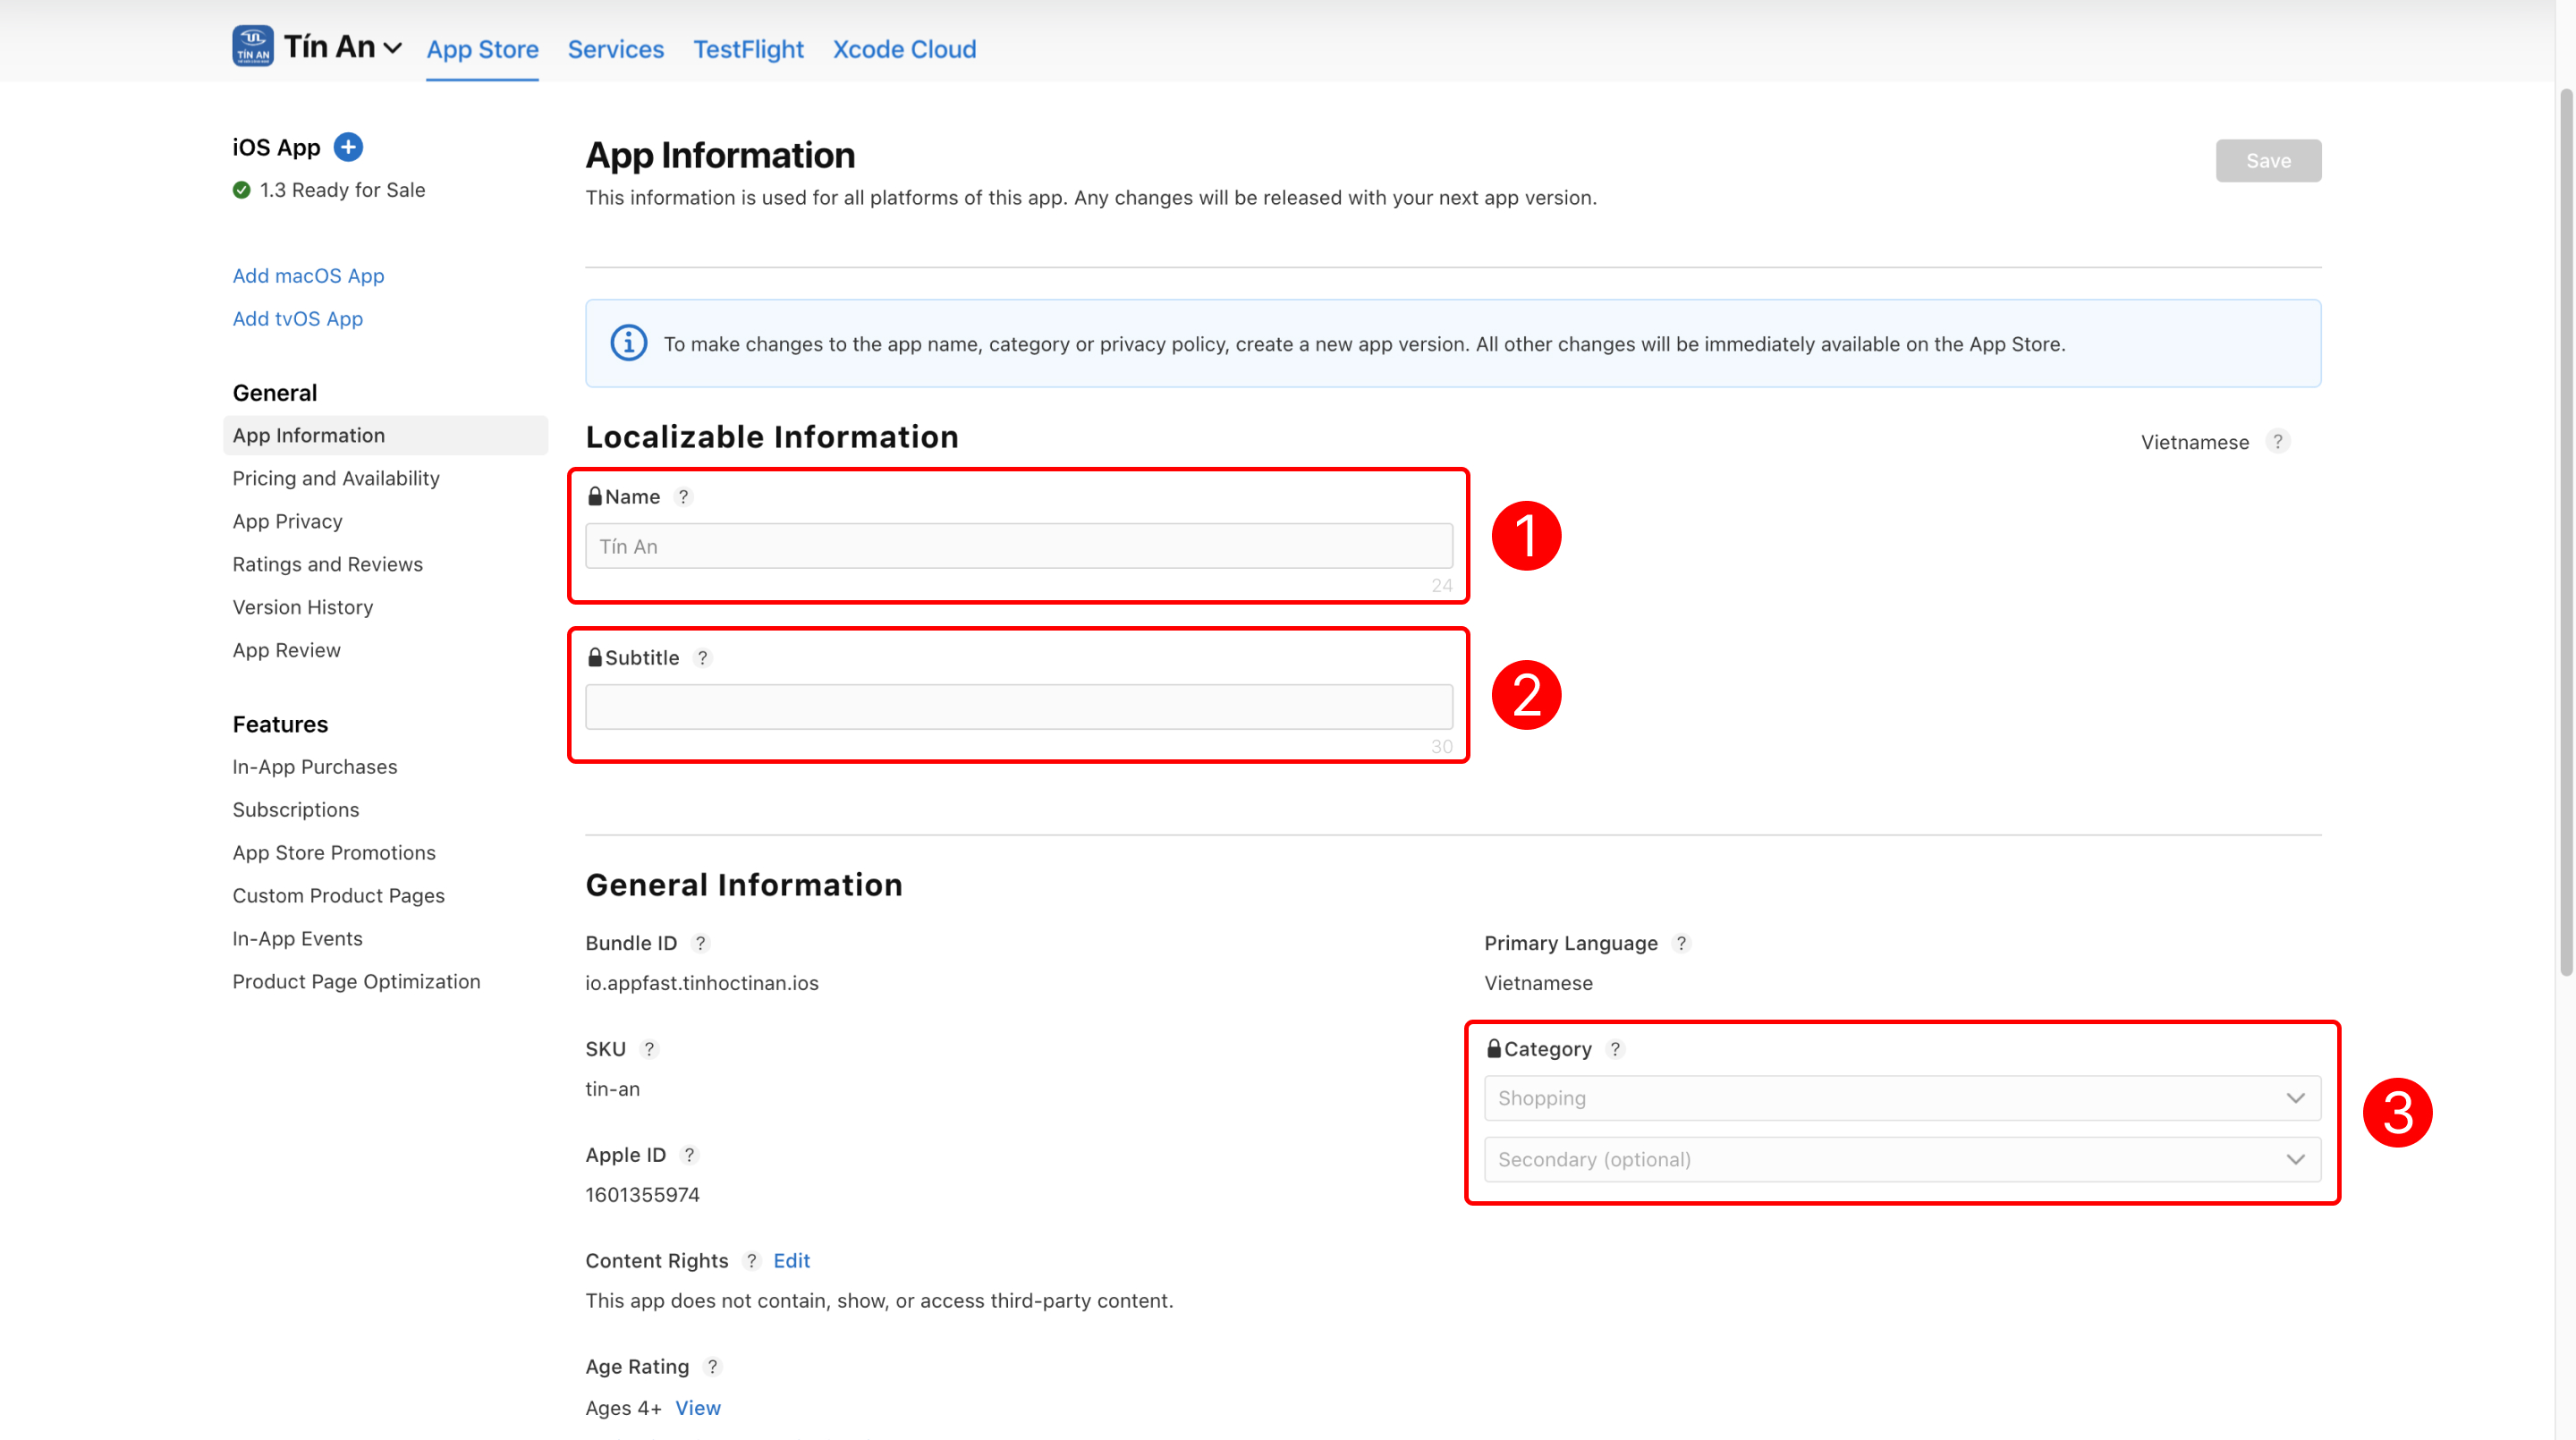 TÍN AN
Tín An
App Store
Services
TestFlight
Xcode Cloud
iOS App
1.3 Ready for Sale
Add macOS App
Add tvOS App
General
App Information
Pricing and Availability
App Privacy
Ratings and Reviews
Version History
App Review
Features
In-App Purchases
Subscriptions
App Store Promotions
Custom Product Pages
In-App Events
Product Page Optimization
App Information
Save
This information is used for all platforms of this app. Any changes will be released with your next app version.
To make changes to the app name, category or privacy policy, create a new app version. All other changes will be immediately available on the App Store.
Localizable Information
Vietnamese ?
Name ?
Tín An
24
1
Subtitle ?
30
2
General Information
Bundle ID ?
io.appfast.tinhoctinan.ios
Primary Language ?
Vietnamese
SKU ?
tin-an
Category ?
Shopping
Secondary (optional)
3
Apple ID ?
1601355974
Content Rights ? Edit
This app does not contain, show, or access third-party content.
Age Rating ?
Ages 4+ View